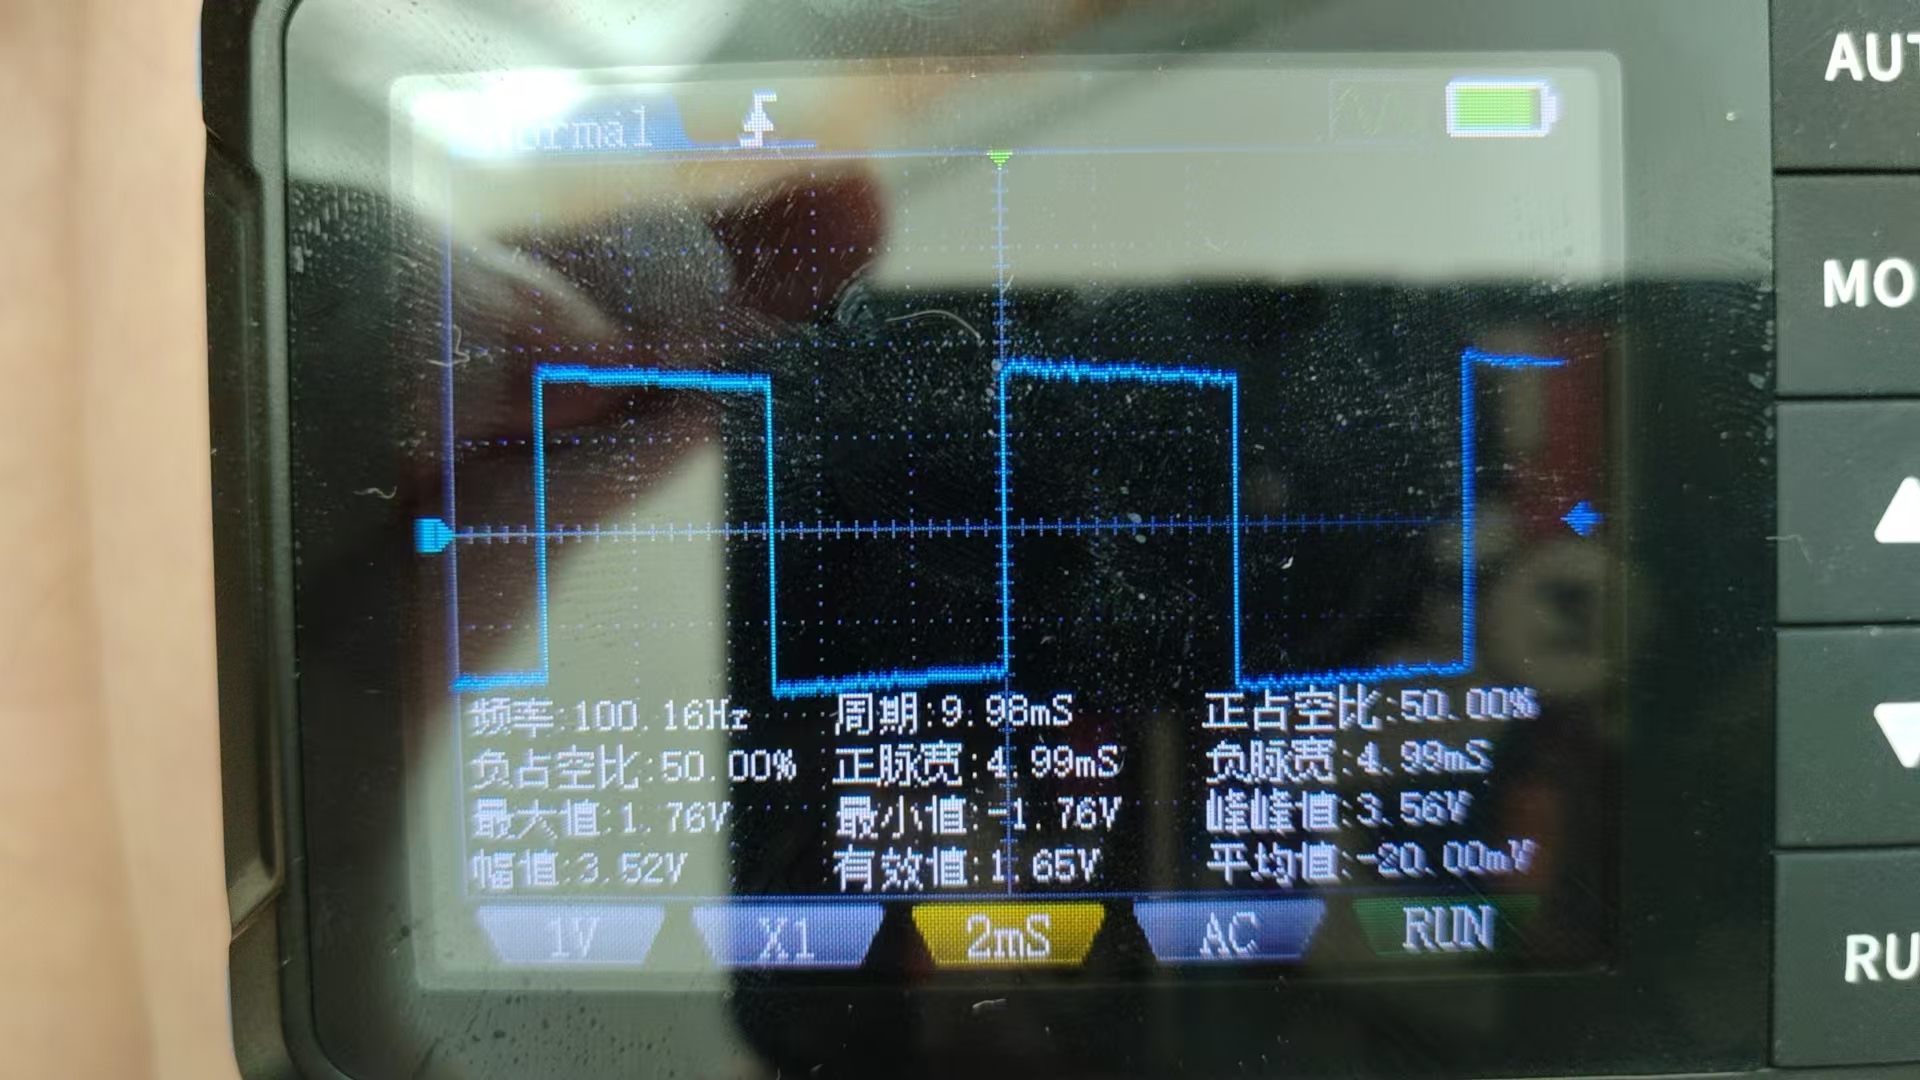 ormal
AUT
MO
频率:100.16Hz 周期:9.98mS 正占空比:50.00%
负占空比:50.00% 正脉宽:4.99mS 负脉宽:4.99mS
最大值:1.76V 最小值:-1.76V 峰峰值:3.56V
幅值:3.52V 有效值:1.65V 平均值:-20.00mV
1V X1 2mS AC RUN
RU